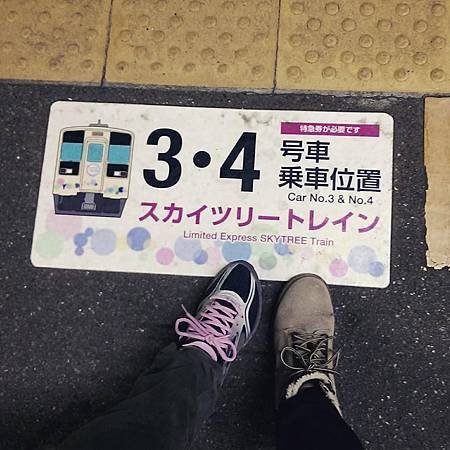 特急券が必要です
3・4 号車
乗車位置
Car No.3 & No.4
スカイツリートレイン
Limited Express SKYTREE Train